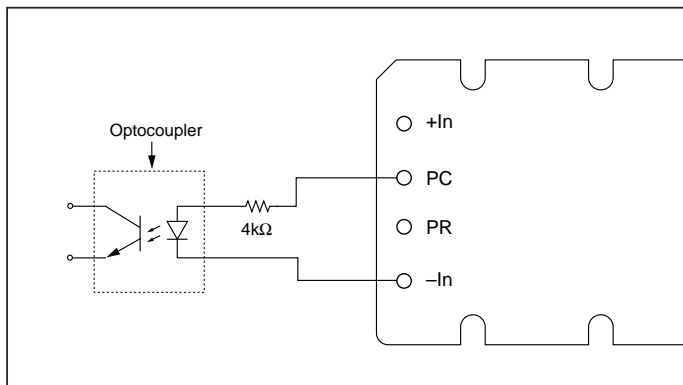 Optocoupler
4kΩ
+In
PC
PR
–In